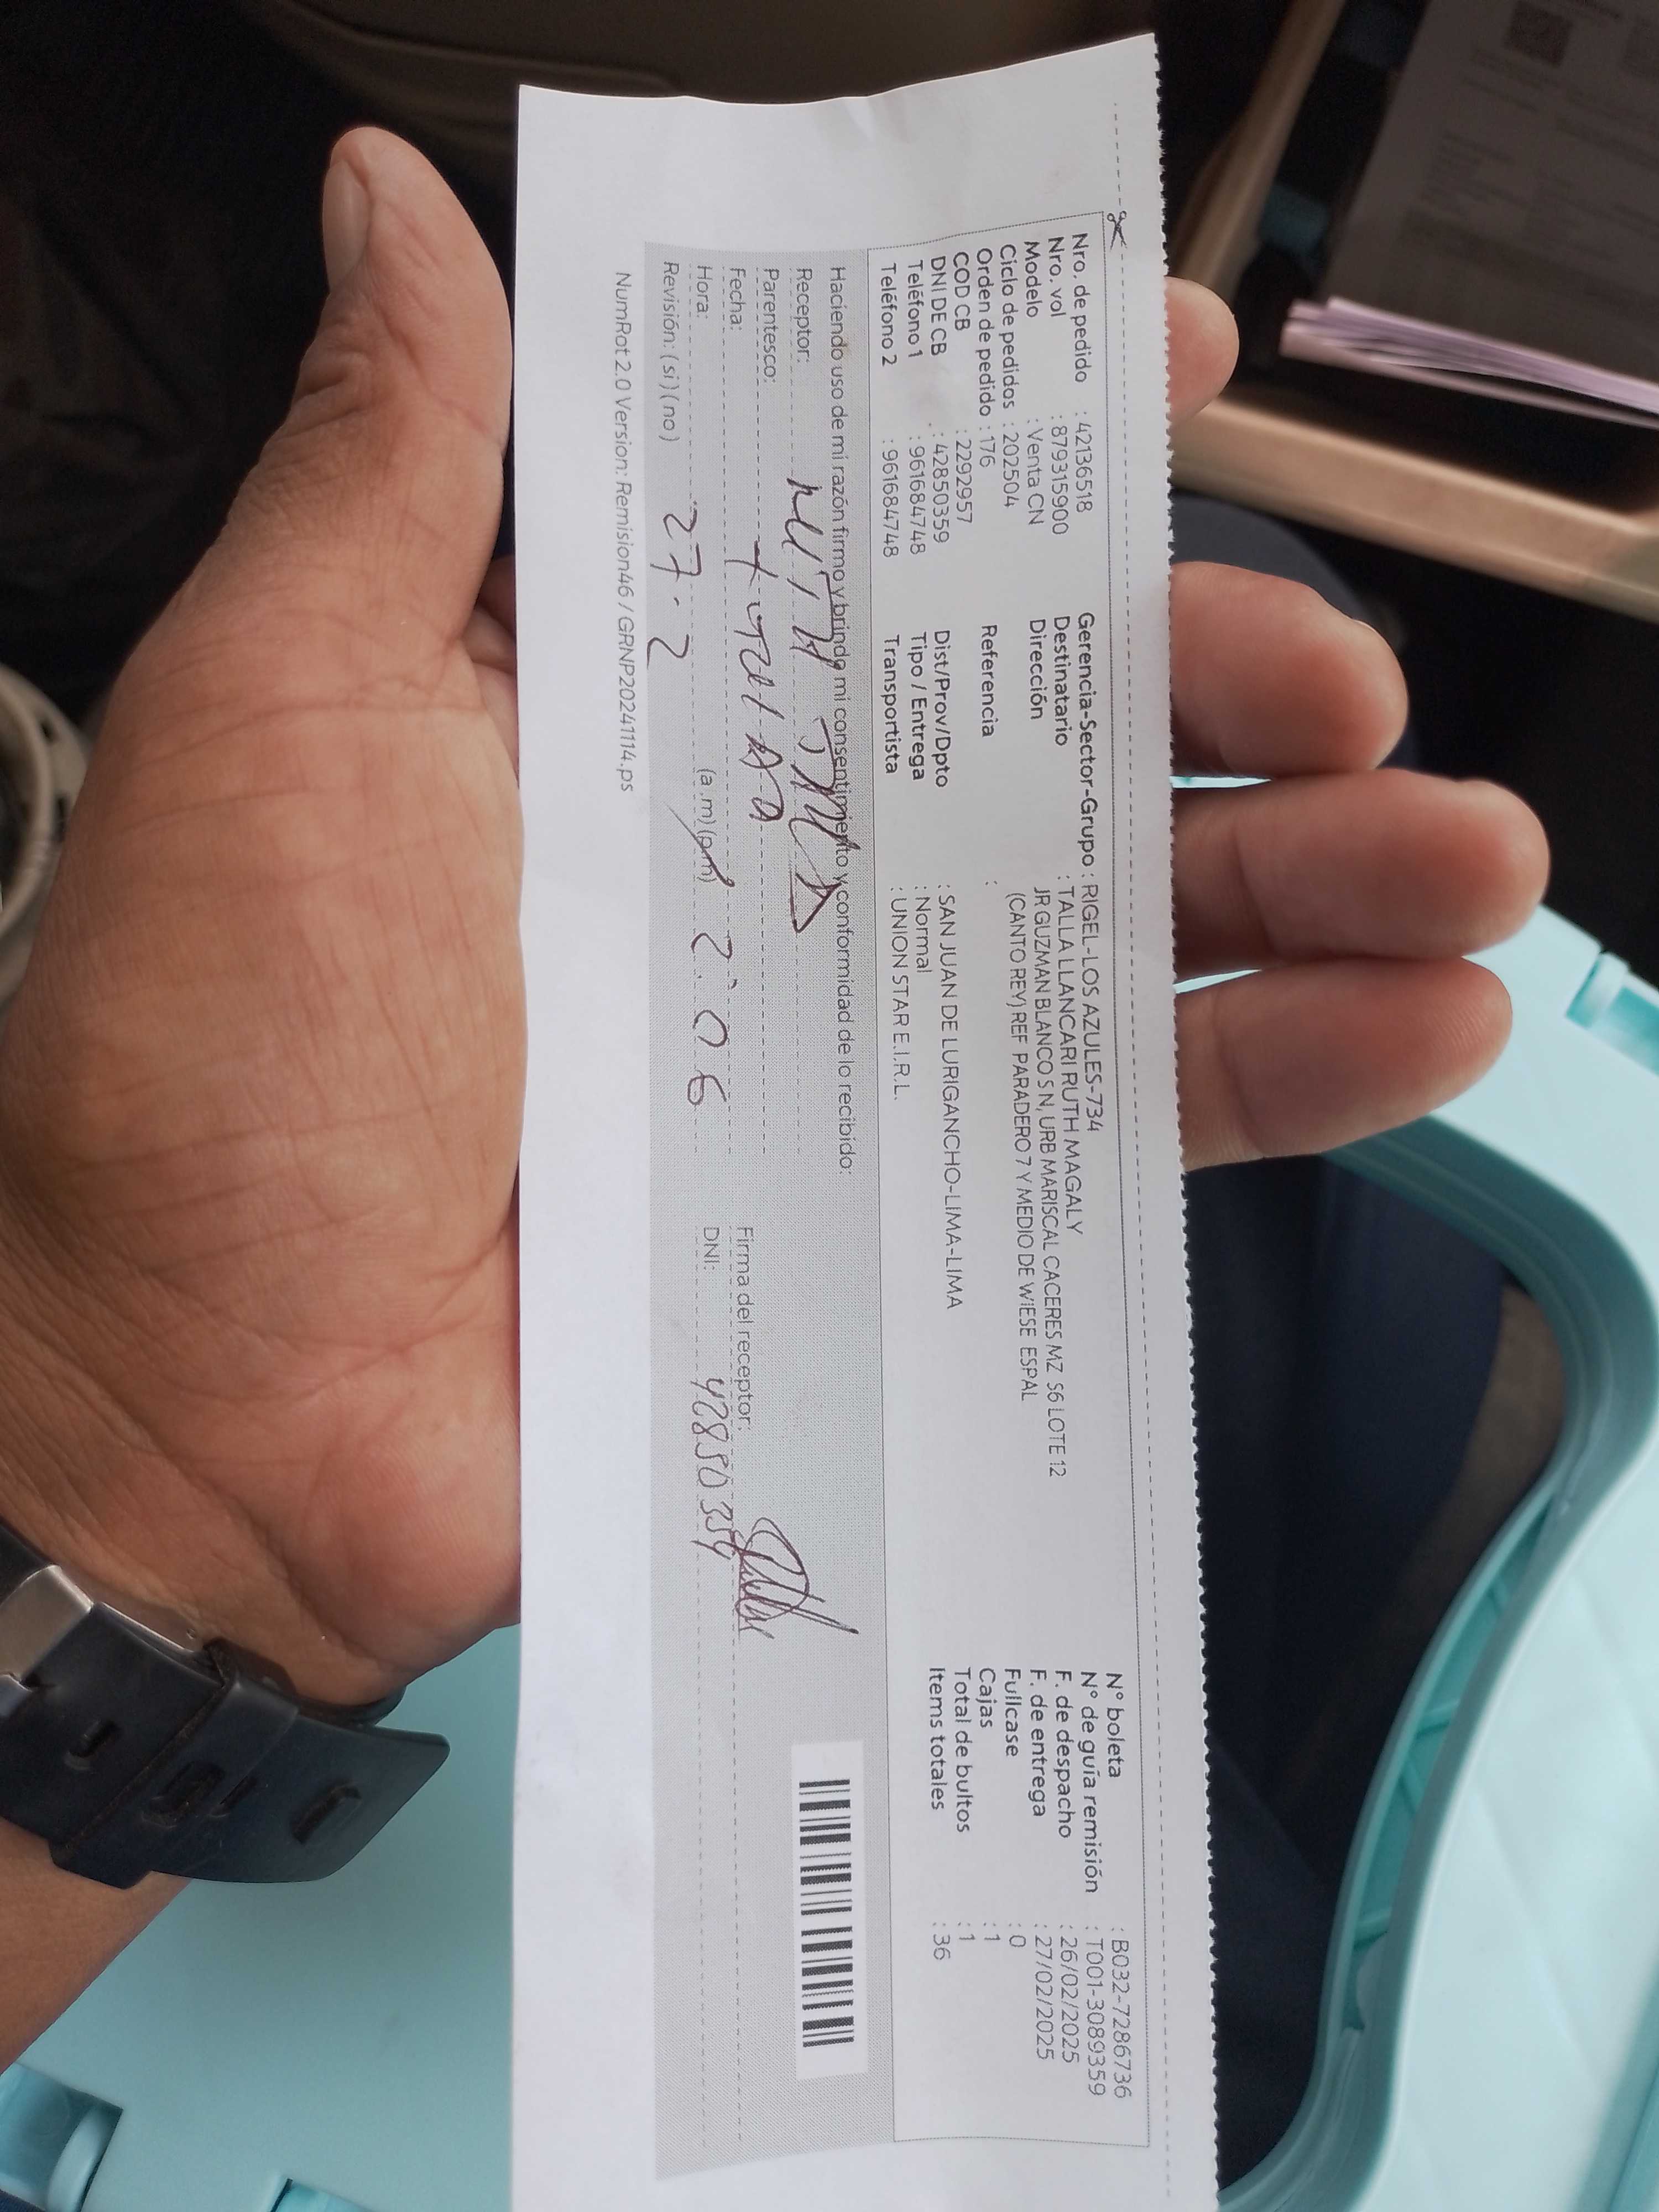 Nro. de pedido : 42136518
Nro. vol : 879315900
Modelo : Venta CN
Ciclo de pedidos : 202504
Orden de pedido : 176
COD CB : 2292957
DNI DE CB : 42850359
Teléfono 1 : 961684748
Teléfono 2 : 961684748
Gerencia-Sector-Grupo : RIGEL-LOS AZULES-734
Destinatario : TALLA LLANCARI RUTH MAGALY
Dirección JR GUZMAN BLANCO S N, URB MARISCAL CACERES MZ S6 LOTE 12
(CANTO REY) REF PARADERO 7 Y MEDIO DE WIESE ESPAL
Referencia :
Dist/Prov/Dpto : SAN JUAN DE LURIGANCHO-LIMA-LIMA
Tipo / Entrega : Normal
Transportista : UNION STAR E.I.R.L.
N° boleta : B032-7286736
N° de guía remisión : T001-3089359
F. de despacho : 26/02/2025
F. de entrega : 27/02/2025
Fullcase : 0
Cajas : 1
Total de bultos : 1
Items totales : 36
Haciendo uso de mi razón firmo y brindo mi consentimiento y conformidad de lo recibido:
Receptor:
Parentesco:
Fecha:
Hora: 27.2 (a.m)(pm) 2:06
Revisión: (si)(no)
Firma del receptor:
DNI: 42850359
NumRot 2.0 Version: Remision46 / GRNP20241114.ps